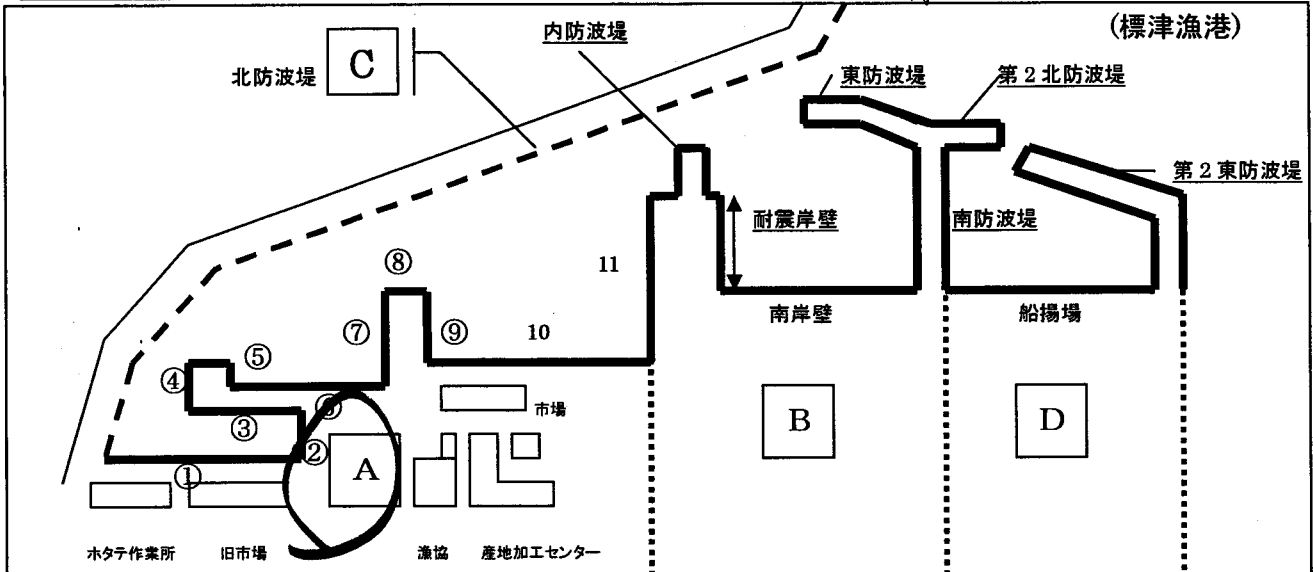 (標津漁港)
内防波堤
北防波堤
C
東防波堤
第2北防波堤
第2東防波堤
耐震岸壁
南防波堤
⑧
11
南岸壁
船揚場
⑦
⑨
10
⑤
④
⑥
市場
③
B
D
②
①
A
ホタテ作業所
旧市場
漁協
産地加工センター